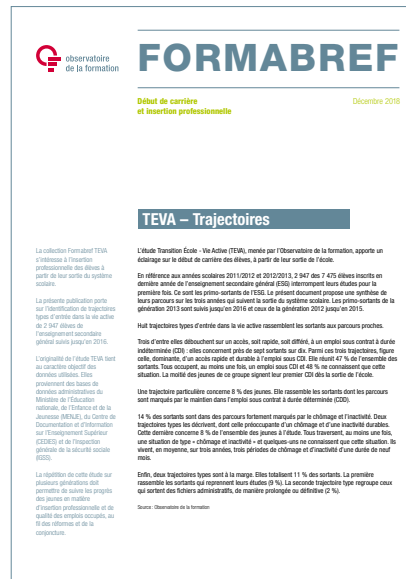 observatoire
de la formation
FORMABREF
Début de carrière
et insertion professionnelle
Décembre 2018
TEVA – Trajectoires
La collection Formabref TEVA
s'intéresse à l'insertion
professionnelle des élèves à
partir de leur sortie du système
scolaire.
La présente publication porte
sur l'identification de trajectoires
types d'entrée dans la vie active
de 2 947 élèves de
l'enseignement secondaire
général suivis jusqu'en 2016.
L'originalité de l'étude TEVA tient
au caractère objectif des
données utilisées. Elles
proviennent des bases de
données administratives du
Ministère de l'Education
nationale, de l'Enfance et de la
Jeunesse (MENJE), du Centre de
Documentation et d'Information
sur l'Enseignement Supérieur
(CEDIES) et de l'Inspection
générale de la sécurité sociale
(IGSS).
La répétition de cette étude sur
plusieurs générations doit
permettre de suivre les progrès
des jeunes en matière
d'insertion professionnelle et de
qualité des emplois occupés, au
fil des réformes et de la
conjoncture.
L'étude Transition École - Vie Active (TEVA), menée par l'Observatoire de la formation, apporte un
éclairage sur le début de carrière des élèves, à partir de leur sortie de l'école.
En référence aux années scolaires 2011/2012 et 2012/2013, 2 947 des 7 475 élèves inscrits en
dernière année de l'enseignement secondaire général (ESG) interrompent leurs études pour la
première fois. Ce sont les primo-sortants de l'ESG. Le présent document propose une synthèse de
leurs parcours sur les trois années qui suivent la sortie du système scolaire. Les primo-sortants de la
génération 2013 sont suivis jusqu'en 2016 et ceux de la génération 2012 jusqu'en 2015.
Huit trajectoires types d'entrée dans la vie active rassemblent les sortants aux parcours proches.
Trois d'entre elles débouchent sur un accès, soit rapide, soit différé, à un emploi sous contrat à durée
indéterminée (CDI) : elles concernent près de sept sortants sur dix. Parmi ces trois trajectoires, figure
celle, dominante, d'un accès rapide et durable à l'emploi sous CDI. Elle réunit 47 % de l'ensemble des
sortants. Tous occupent, au moins une fois, un emploi sous CDI et 48 % ne connaissent que cette
situation. La moitié des jeunes de ce groupe signent leur premier CDI dès la sortie de l'école.
Une trajectoire particulière concerne 8 % des jeunes. Elle rassemble les sortants dont les parcours
sont marqués par le maintien dans l'emploi sous contrat à durée déterminée (CDD).
14 % des sortants sont dans des parcours fortement marqués par le chômage et l'inactivité. Deux
trajectoires types les décrivent, dont celle préoccupante d'un chômage et d'une inactivité durables.
Cette dernière concerne 8 % de l'ensemble des jeunes à l'étude. Tous traversent, au moins une fois,
une situation de type « chômage et inactivité » et quelques-uns ne connaissent que cette situation. Ils
vivent, en moyenne, sur trois années, trois périodes de chômage et d'inactivité d'une durée de neuf
mois.
Enfin, deux trajectoires types sont à la marge. Elles totalisent 11 % des sortants. La première
rassemble les sortants qui reprennent leurs études (9 %). La seconde trajectoire type regroupe ceux
qui sortent des fichiers administratifs, de manière prolongée ou définitive (2 %).
Source : Observatoire de la formation